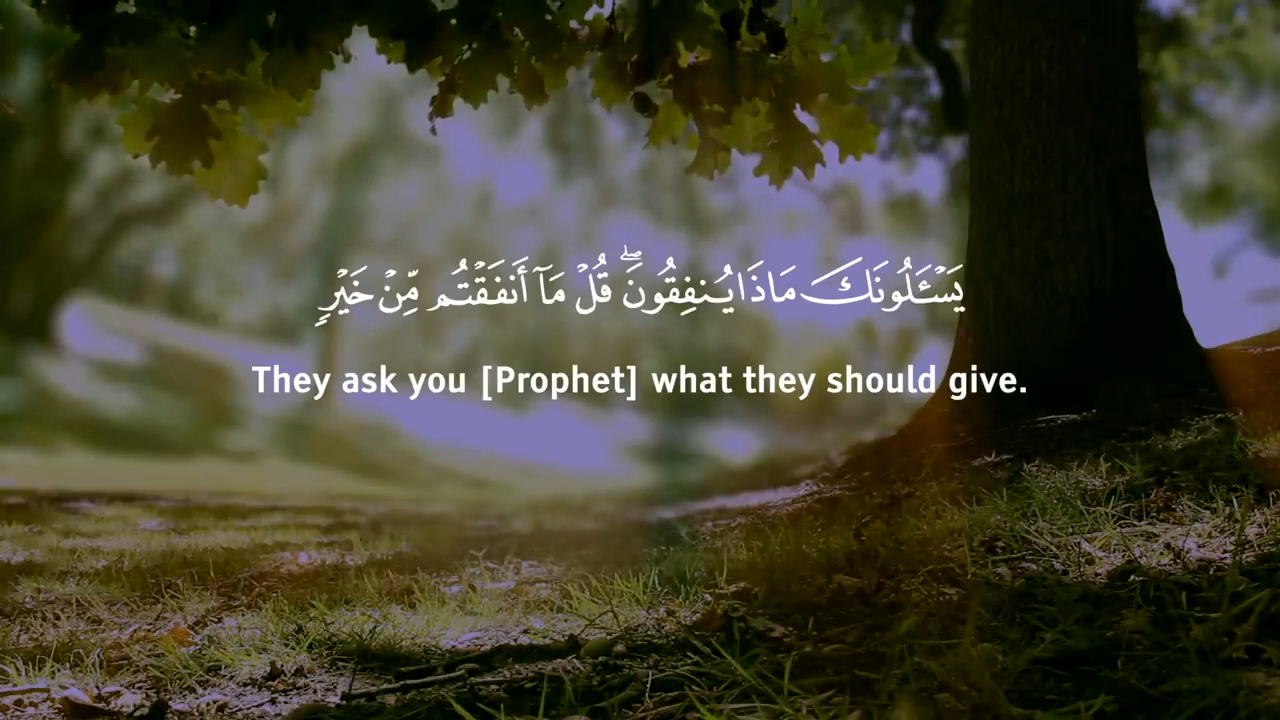 يَسْـَٔلُونَكَ مَاذَا يُنفِقُونَ ۖ قُلْ مَآ أَنفَقْتُم مِّنْ خَيْرٍ
They ask you [Prophet] what they should give.